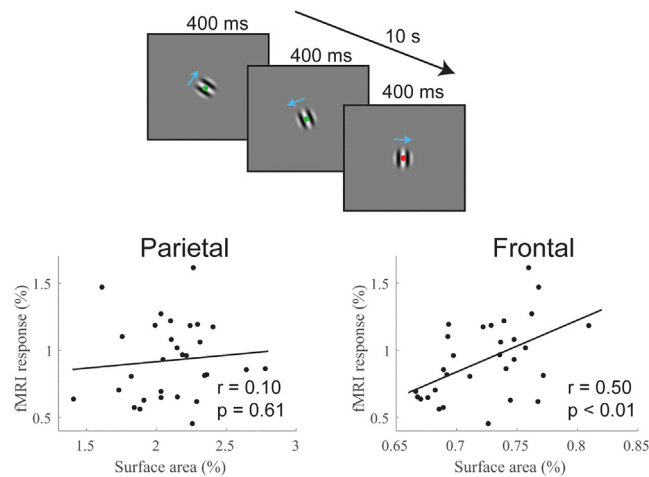 400 ms
10 s
400 ms
400 ms
Parietal
fMRI response (%)
1.5
1
0.5
r = 0.10
p = 0.61
1.5
2
2.5
3
Surface area (%)
Frontal
fMRI response (%)
1.5
1
0.5
r = 0.50
p < 0.01
0.65
0.7
0.75
0.8
0.85
Surface area (%)